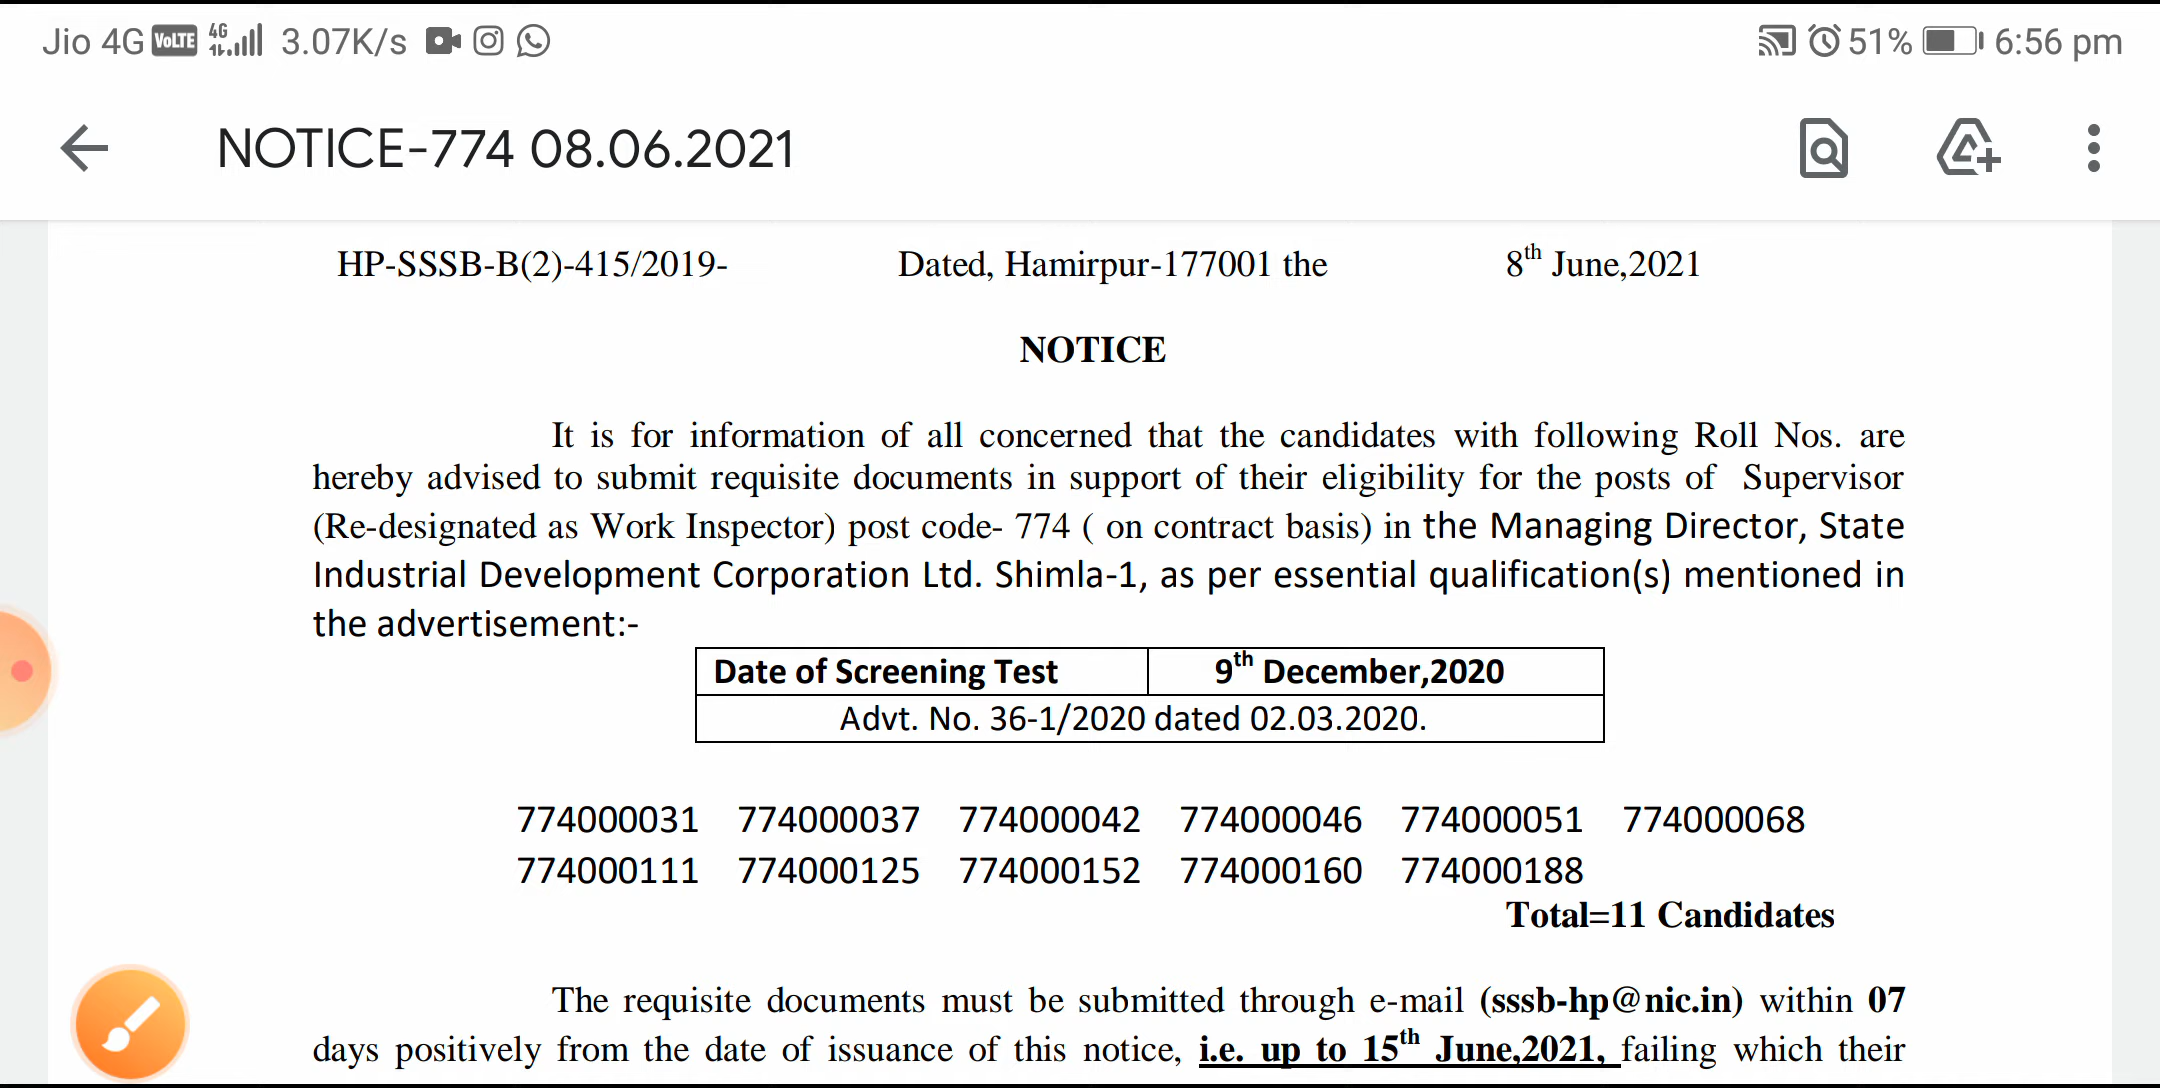 Jio 4G VoLTE 4G 3.07K/s 51% 6:56 pm
NOTICE-774 08.06.2021
HP-SSSB-B(2)-415/2019- Dated, Hamirpur-177001 the 8th June,2021
NOTICE
It is for information of all concerned that the candidates with following Roll Nos. are
hereby advised to submit requisite documents in support of their eligibility for the posts of Supervisor
(Re-designated as Work Inspector) post code- 774 ( on contract basis) in the Managing Director, State
Industrial Development Corporation Ltd. Shimla-1, as per essential qualification(s) mentioned in
the advertisement:-
Date of Screening Test 9th December,2020
Advt. No. 36-1/2020 dated 02.03.2020.
774000031 774000037 774000042 774000046 774000051 774000068
774000111 774000125 774000152 774000160 774000188
Total=11 Candidates
The requisite documents must be submitted through e-mail (sssb-hp@nic.in) within 07
days positively from the date of issuance of this notice, i.e. up to 15th June,2021, failing which their